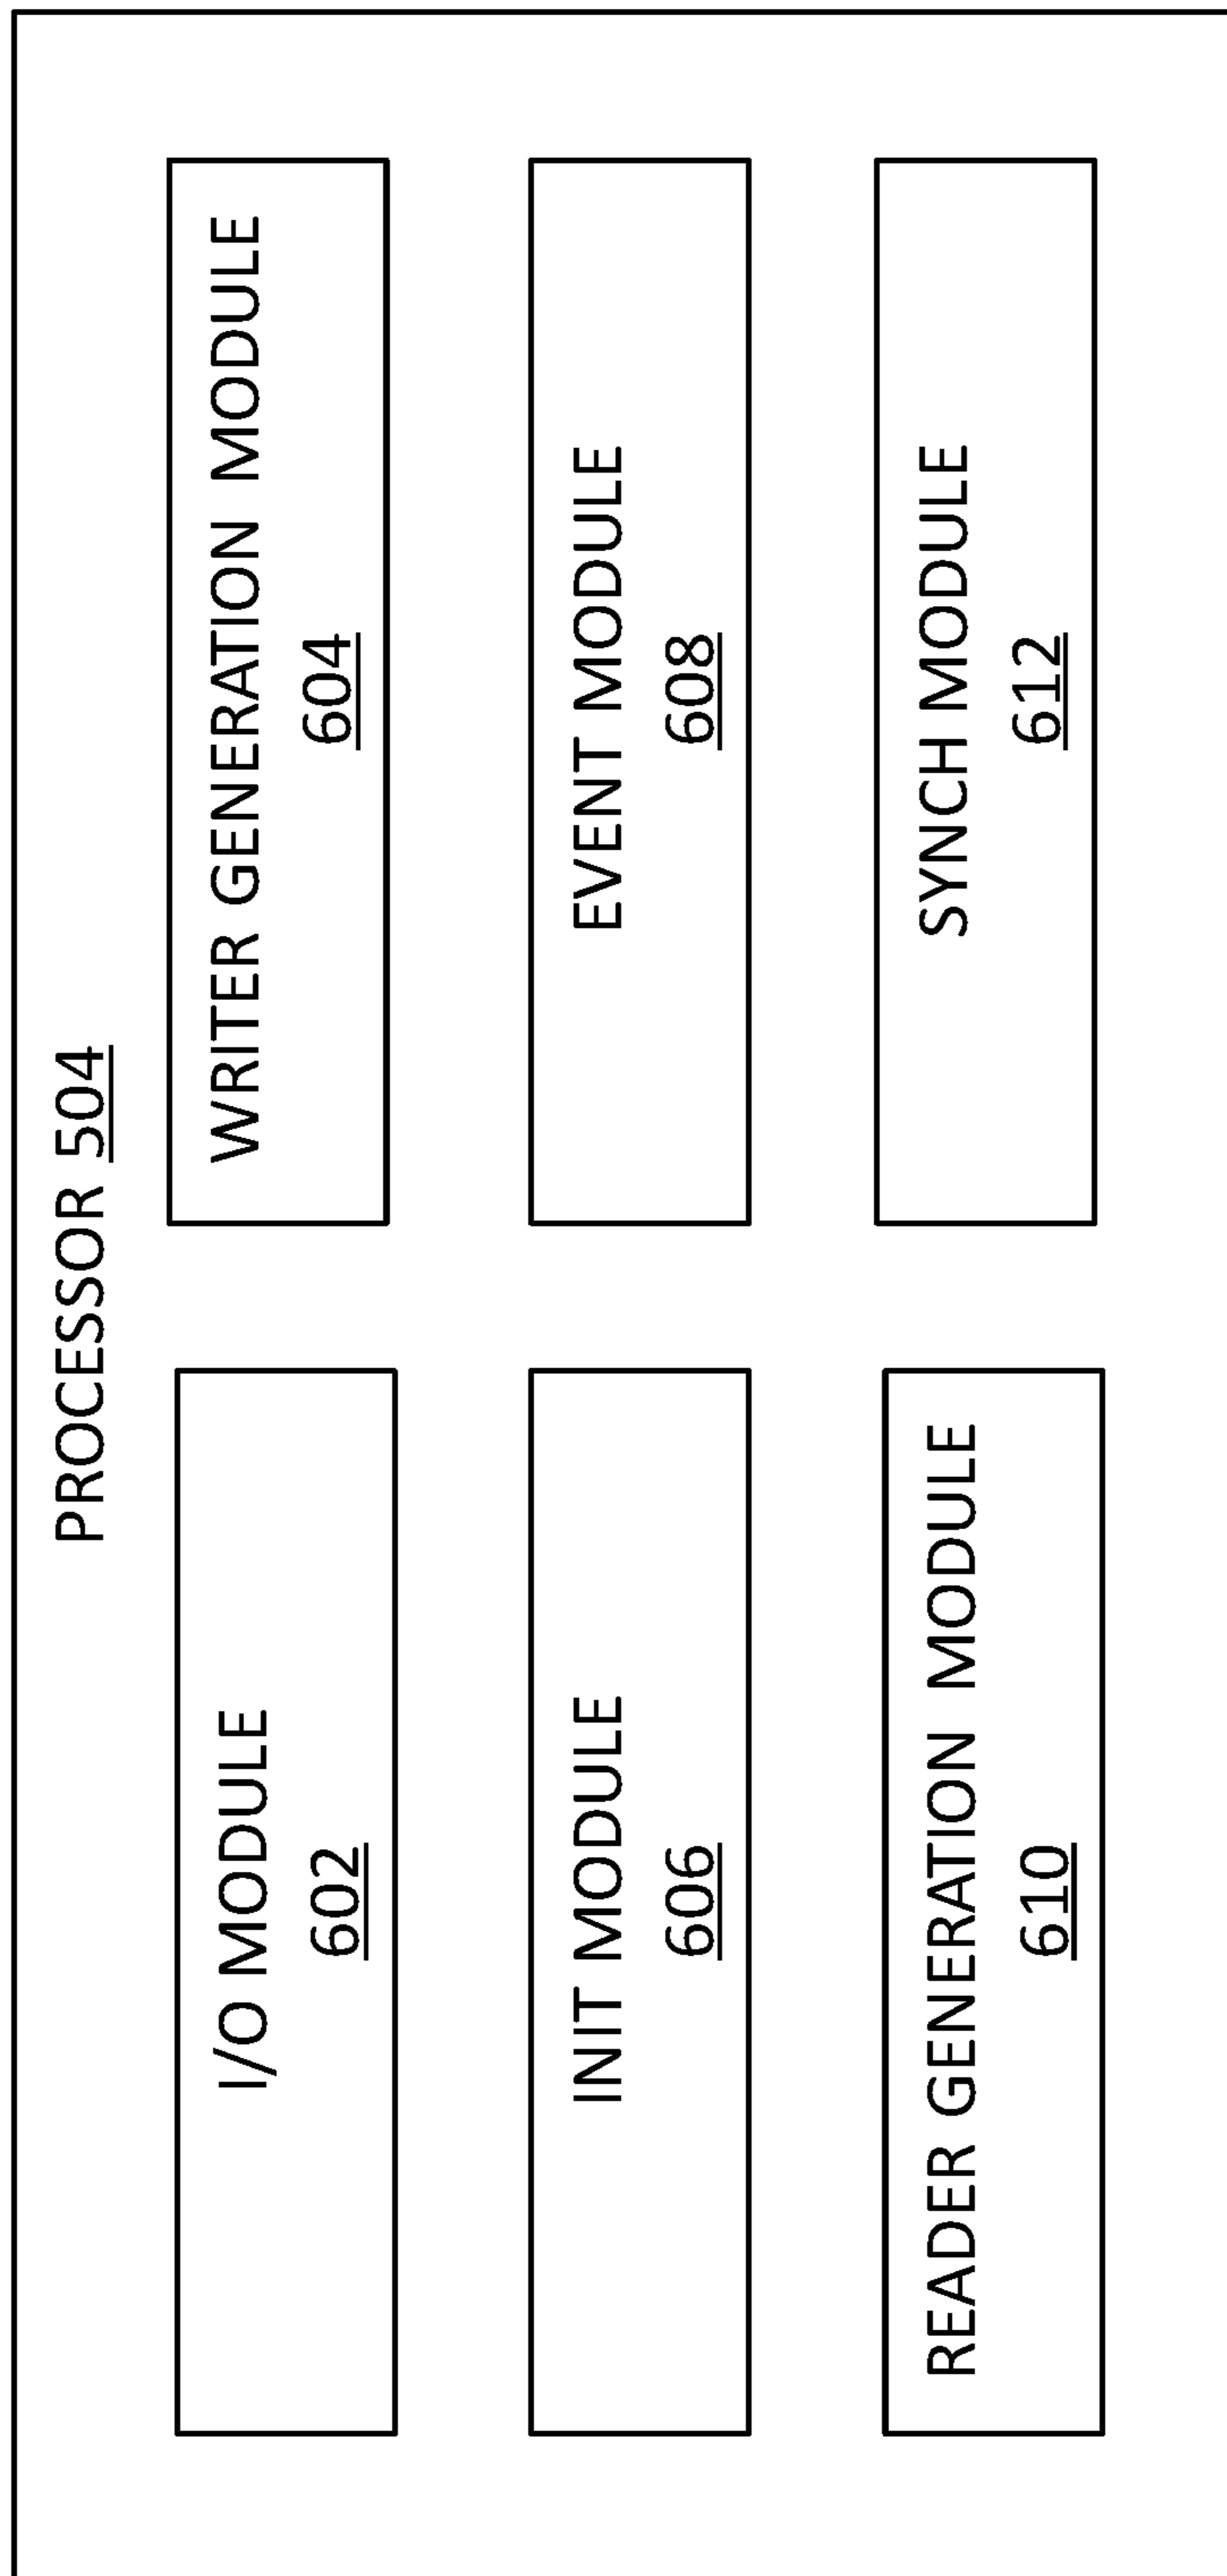 PROCESSOR 504
I/O MODULE
602
WRITER GENERATION MODULE
604
INIT MODULE
606
EVENT MODULE
608
READER GENERATION MODULE
610
SYNCH MODULE
612